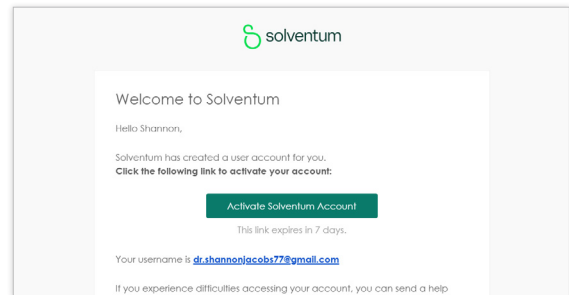 solventum
Welcome to Solventum
Hello Shannon,
Solventum has created a user account for you.
Click the following link to activate your account:
Activate Solventum Account
This link expires in 7 days.
Your username is dr.shannonjacobs77@gmail.com
If you experience difficulties accessing your account, you can send a help